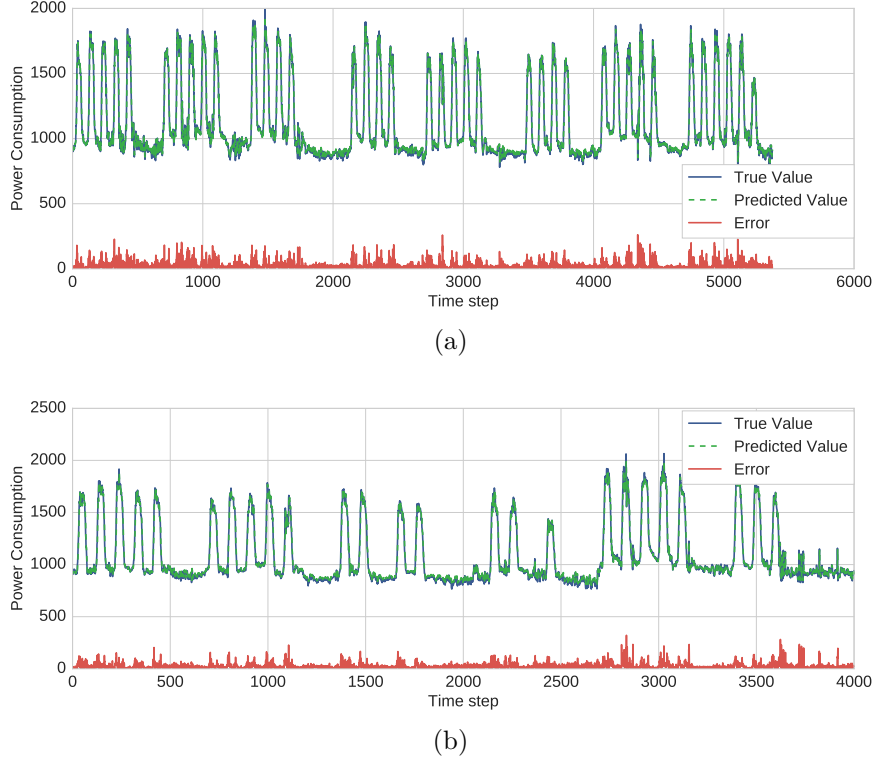 2000
1500
1000
500
0
Power Consumption
True Value
Predicted Value
Error
0 1000 2000 3000 4000 5000 6000
Time step
(a)
2500
2000
1500
1000
500
0
Power Consumption
True Value
Predicted Value
Error
0 500 1000 1500 2000 2500 3000 3500 4000
Time step
(b)